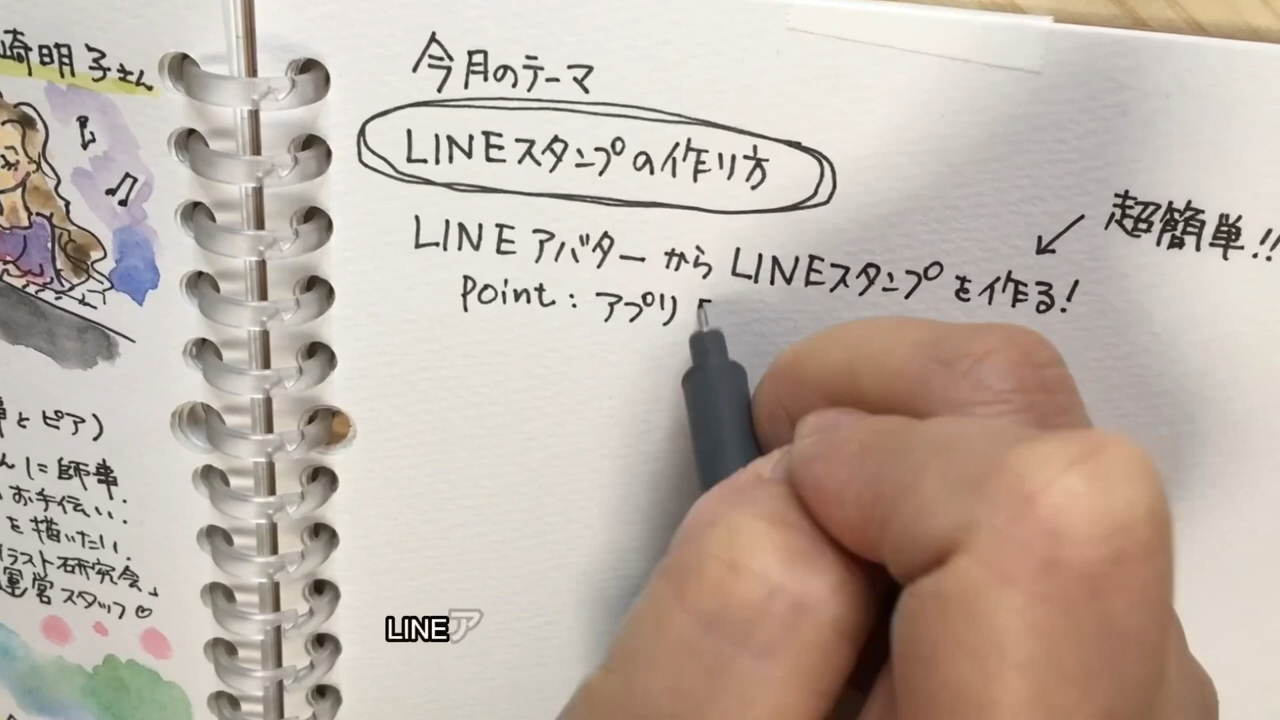 崎明子さん
とピア)
んに師事.
お手伝い.
を描いたい.
イラスト研究会」
運営スタッフ♡
今月のテーマ
LINEスタンプの作り方
LINEアバターから LINEスタンプを作る!
超簡単!!
Point : アプリ「
LINEア